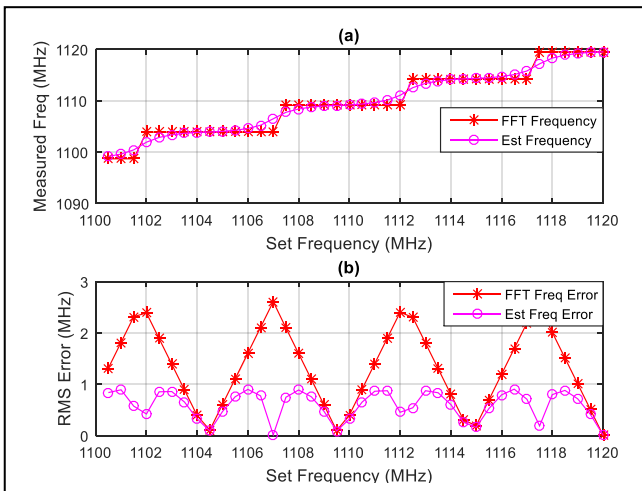 (a)
Measured Freq (MHz)
1120
1110
1100
1090
FFT Frequency
Est Frequency
1100 1102 1104 1106 1108 1110 1112 1114 1116 1118 1120
Set Frequency (MHz)
(b)
RMS Error (MHz)
3
2
1
0
FFT Freq Error
Est Freq Error
1100 1102 1104 1106 1108 1110 1112 1114 1116 1118 1120
Set Frequency (MHz)